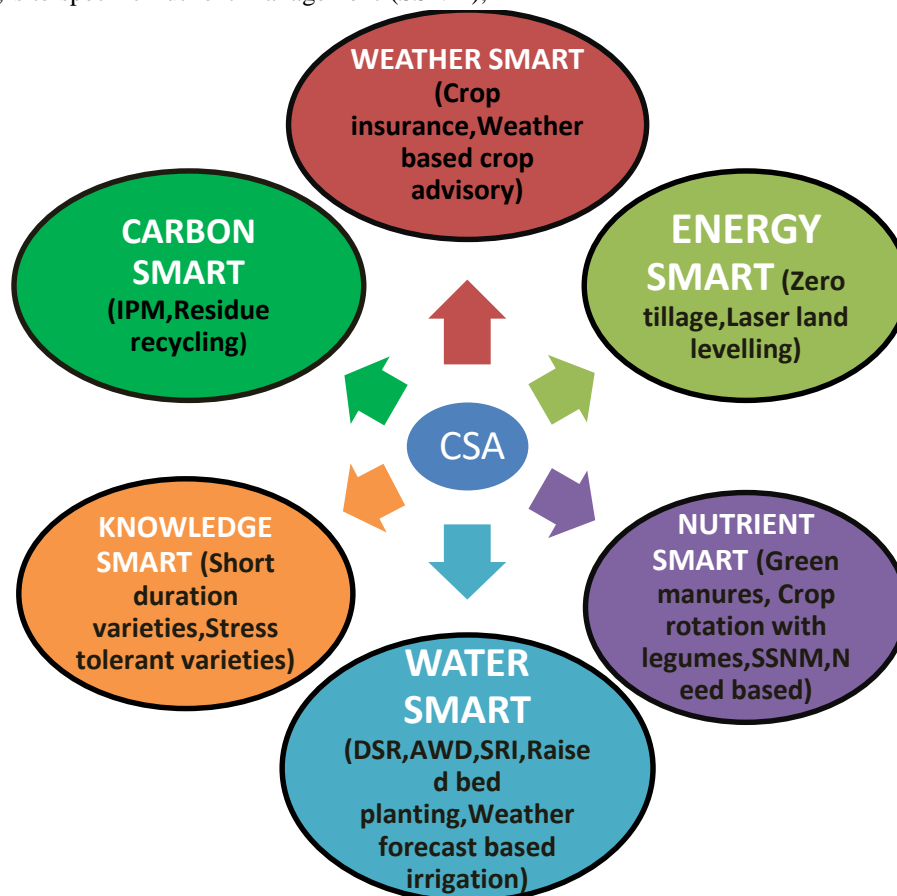 WEATHER SMART
(Crop
insurance,Weather
based crop
advisory)
CARBON
SMART
(IPM,Residue
recycling)
ENERGY
SMART (Zero
tillage,Laser land
levelling)
CSA
KNOWLEDGE
SMART (Short
duration
varieties,Stress
tolerant varieties)
NUTRIENT
SMART (Green
manures, Crop
rotation with
legumes,SSNM,N
eed based)
WATER
SMART
(DSR,AWD,SRI,Raise
d bed
planting,Weather
forecast based
irrigation)